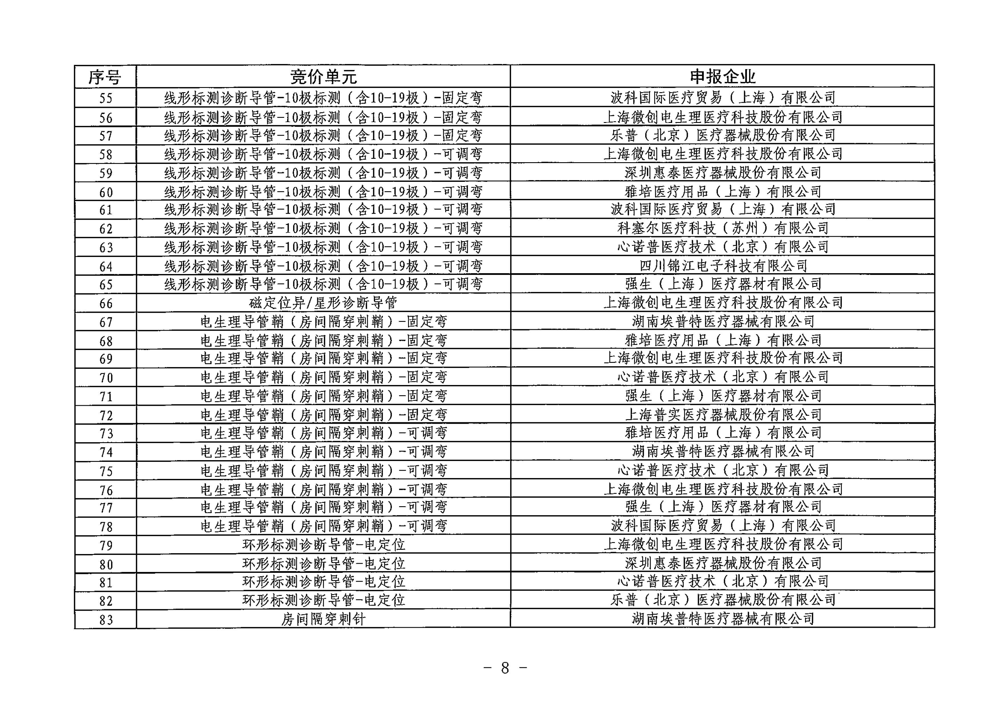 序号 竞价单元 申报企业
55 线形标测诊断导管-10极标测（含10-19极）-固定弯 波科国际医疗贸易（上海）有限公司
56 线形标测诊断导管-10极标测（含10-19极）-固定弯 上海微创电生理医疗科技股份有限公司
57 线形标测诊断导管-10极标测（含10-19极）-固定弯 乐普（北京）医疗器械股份有限公司
58 线形标测诊断导管-10极标测（含10-19极）-可调弯 上海微创电生理医疗科技股份有限公司
59 线形标测诊断导管-10极标测（含10-19极）-可调弯 深圳惠泰医疗器械股份有限公司
60 线形标测诊断导管-10极标测（含10-19极）-可调弯 雅培医疗用品（上海）有限公司
61 线形标测诊断导管-10极标测（含10-19极）-可调弯 波科国际医疗贸易（上海）有限公司
62 线形标测诊断导管-10极标测（含10-19极）-可调弯 科塞尔医疗科技（苏州）有限公司
63 线形标测诊断导管-10极标测（含10-19极）-可调弯 心诺普医疗技术（北京）有限公司
64 线形标测诊断导管-10极标测（含10-19极）-可调弯 四川锦江电子科技有限公司
65 线形标测诊断导管-10极标测（含10-19极）-可调弯 强生（上海）医疗器材有限公司
66 磁定位异/星形诊断导管 上海微创电生理医疗科技股份有限公司
67 电生理导管鞘（房间隔穿刺鞘）-固定弯 湖南埃普特医疗器械有限公司
68 电生理导管鞘（房间隔穿刺鞘）-固定弯 雅培医疗用品（上海）有限公司
69 电生理导管鞘（房间隔穿刺鞘）-固定弯 上海微创电生理医疗科技股份有限公司
70 电生理导管鞘（房间隔穿刺鞘）-固定弯 心诺普医疗技术（北京）有限公司
71 电生理导管鞘（房间隔穿刺鞘）-固定弯 强生（上海）医疗器材有限公司
72 电生理导管鞘（房间隔穿刺鞘）-固定弯 上海普实医疗器械股份有限公司
73 电生理导管鞘（房间隔穿刺鞘）-可调弯 雅培医疗用品（上海）有限公司
74 电生理导管鞘（房间隔穿刺鞘）-可调弯 湖南埃普特医疗器械有限公司
75 电生理导管鞘（房间隔穿刺鞘）-可调弯 心诺普医疗技术（北京）有限公司
76 电生理导管鞘（房间隔穿刺鞘）-可调弯 上海微创电生理医疗科技股份有限公司
77 电生理导管鞘（房间隔穿刺鞘）-可调弯 强生（上海）医疗器材有限公司
78 电生理导管鞘（房间隔穿刺鞘）-可调弯 波科国际医疗贸易（上海）有限公司
79 环形标测诊断导管-电定位 上海微创电生理医疗科技股份有限公司
80 环形标测诊断导管-电定位 深圳惠泰医疗器械股份有限公司
81 环形标测诊断导管-电定位 心诺普医疗技术（北京）有限公司
82 环形标测诊断导管-电定位 乐普（北京）医疗器械股份有限公司
83 房间隔穿刺针 湖南埃普特医疗器械有限公司
- 8 -